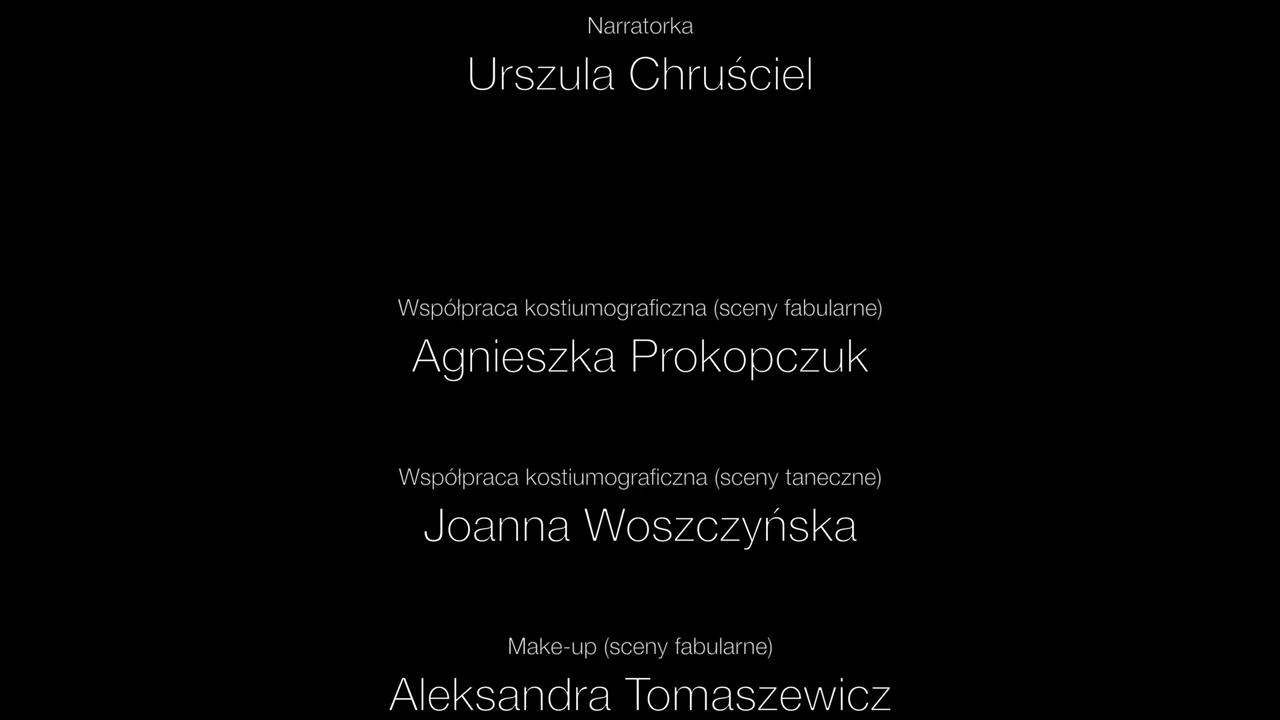 Narratorka
Urszula Chruściel
Współpraca kostiumograficzna (sceny fabularne)
Agnieszka Prokopczuk
Współpraca kostiumograficzna (sceny taneczne)
Joanna Woszczyńska
Make-up (sceny fabularne)
Aleksandra Tomaszewicz